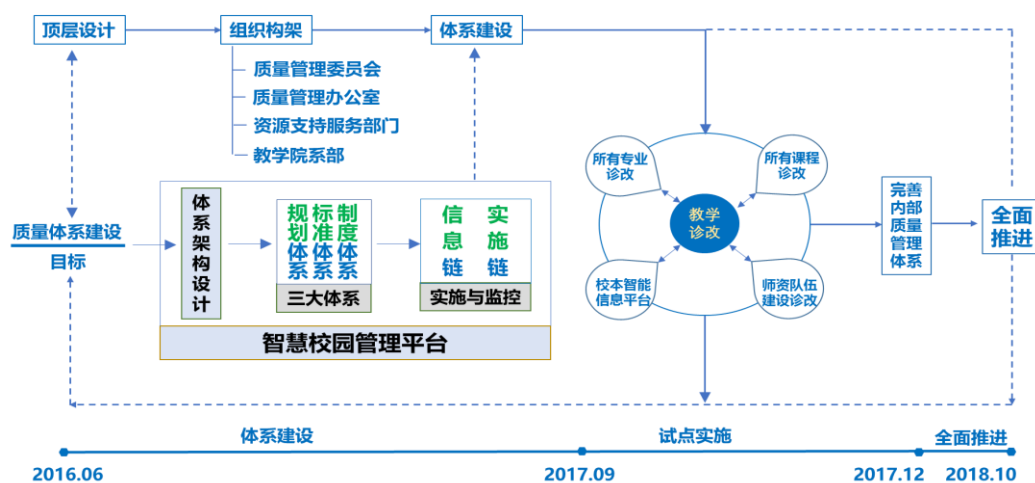 顶层设计
组织构架
体系建设
质量管理委员会
质量管理办公室
资源支持服务部门
教学院系部
质量体系建设
目标
体系架构设计
规划体系
标准体系
制度体系
三大体系
信息链
实施链
实施与监控
智慧校园管理平台
所有专业
诊改
所有课程
诊改
教学
诊改
校本智能
信息平台
师资队伍
建设诊改
完善
内部
质量
管理
体系
全面
推进
体系建设
试点实施
全面推进
2016.06
2017.09
2017.12
2018.10